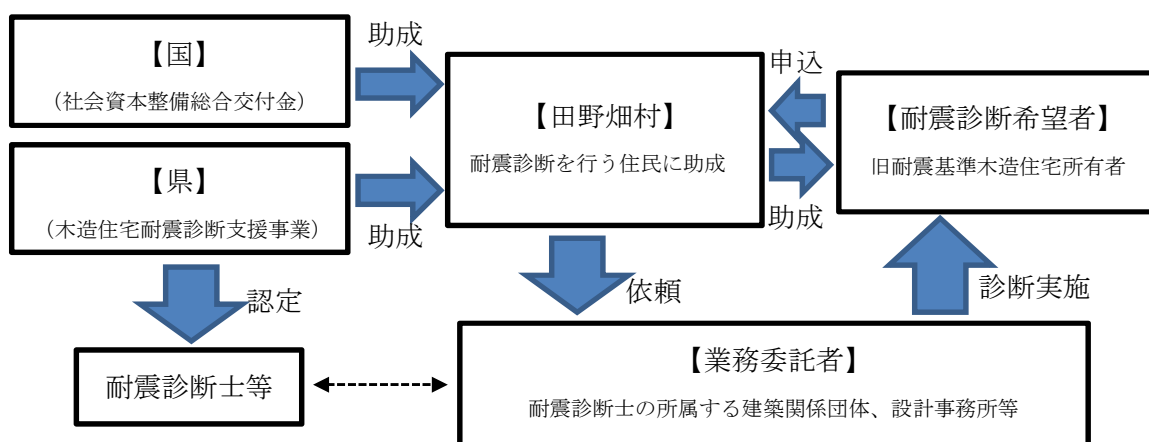 【国】
（社会資本整備総合交付金）
助成
【県】
（木造住宅耐震診断支援事業）
助成
【田野畑村】
耐震診断を行う住民に助成
申込
助成
【耐震診断希望者】
旧耐震基準木造住宅所有者
認定
依頼
診断実施
耐震診断士等
【業務委託者】
耐震診断士の所属する建築関係団体、設計事務所等